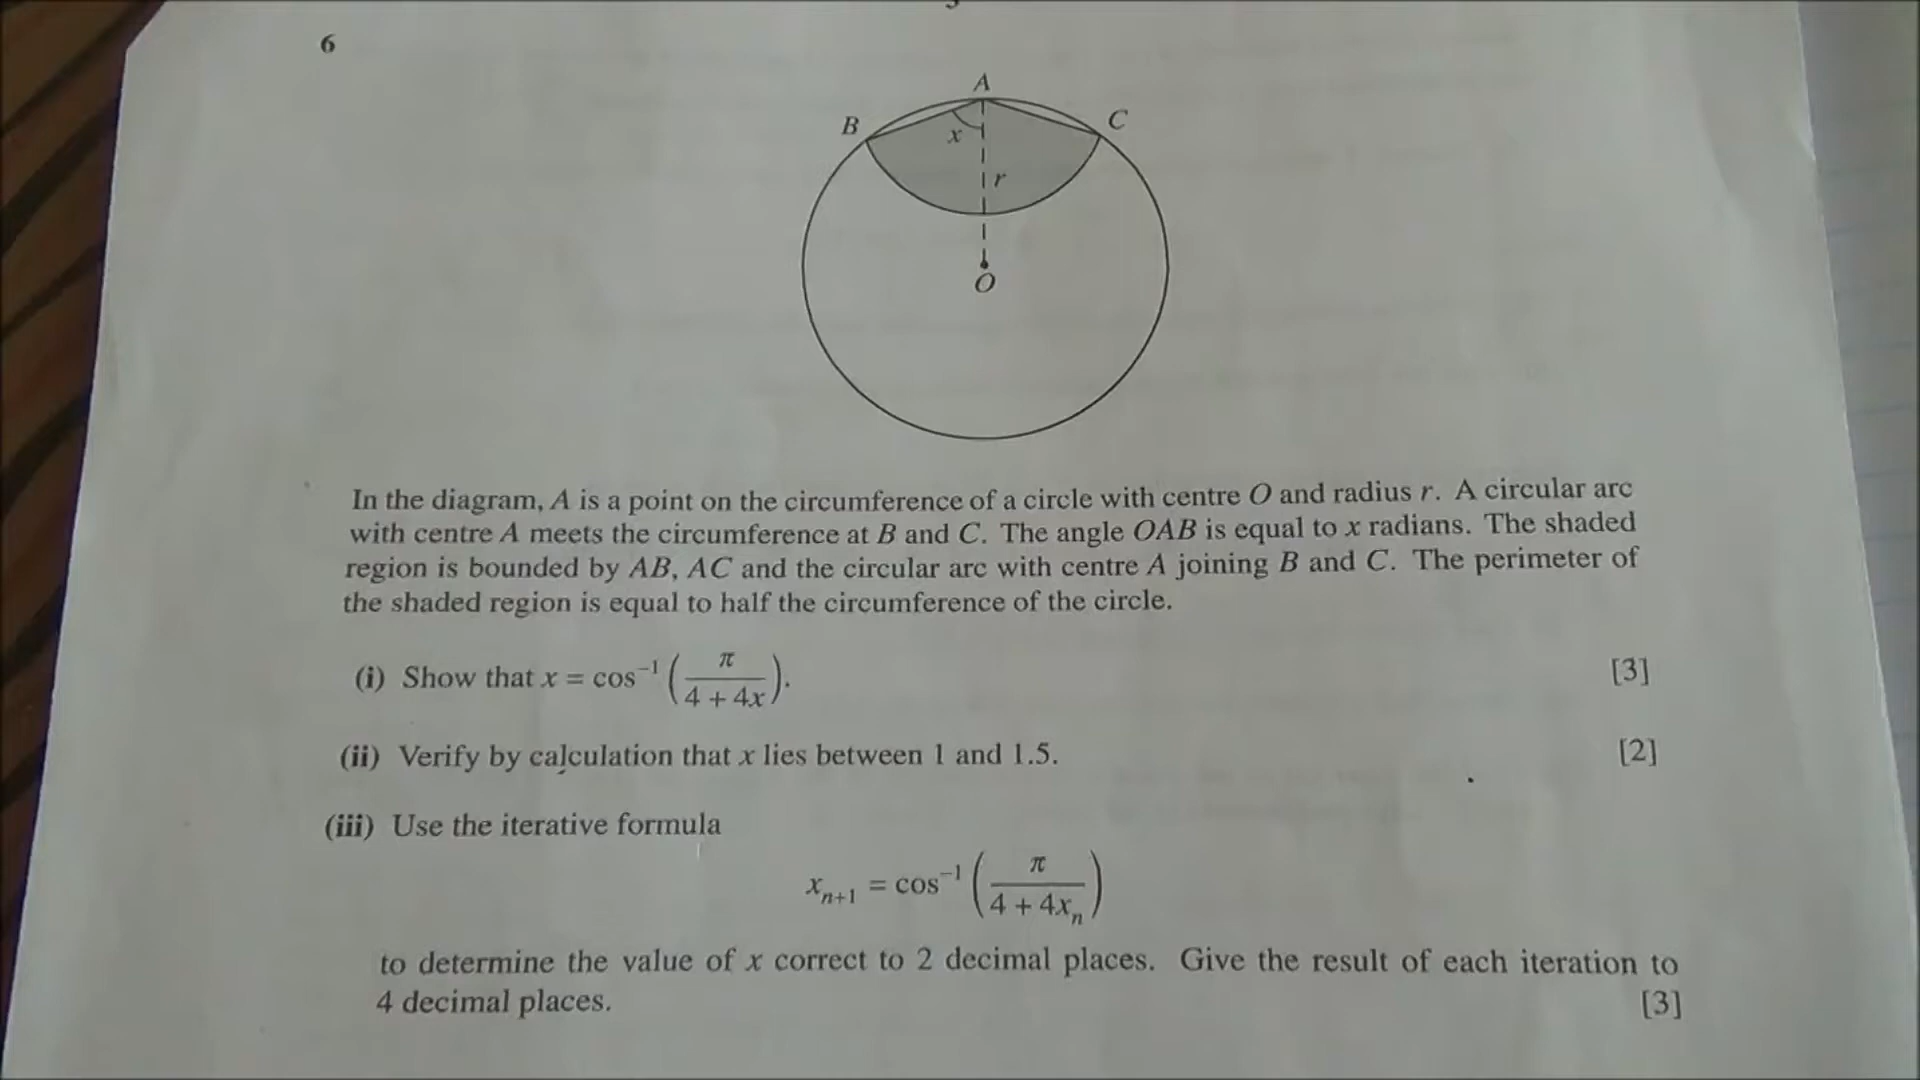 6
A
B
C
x
r
O
In the diagram, A is a point on the circumference of a circle with centre O and radius r. A circular arc
with centre A meets the circumference at B and C. The angle OAB is equal to x radians. The shaded
region is bounded by AB, AC and the circular arc with centre A joining B and C. The perimeter of
the shaded region is equal to half the circumference of the circle.
(i) Show that x = cos⁻¹(π / (4 + 4x)). [3]
(ii) Verify by calculation that x lies between 1 and 1.5. [2]
(iii) Use the iterative formula
xₙ₊₁ = cos⁻¹(π / (4 + 4xₙ))
to determine the value of x correct to 2 decimal places. Give the result of each iteration to
4 decimal places. [3]